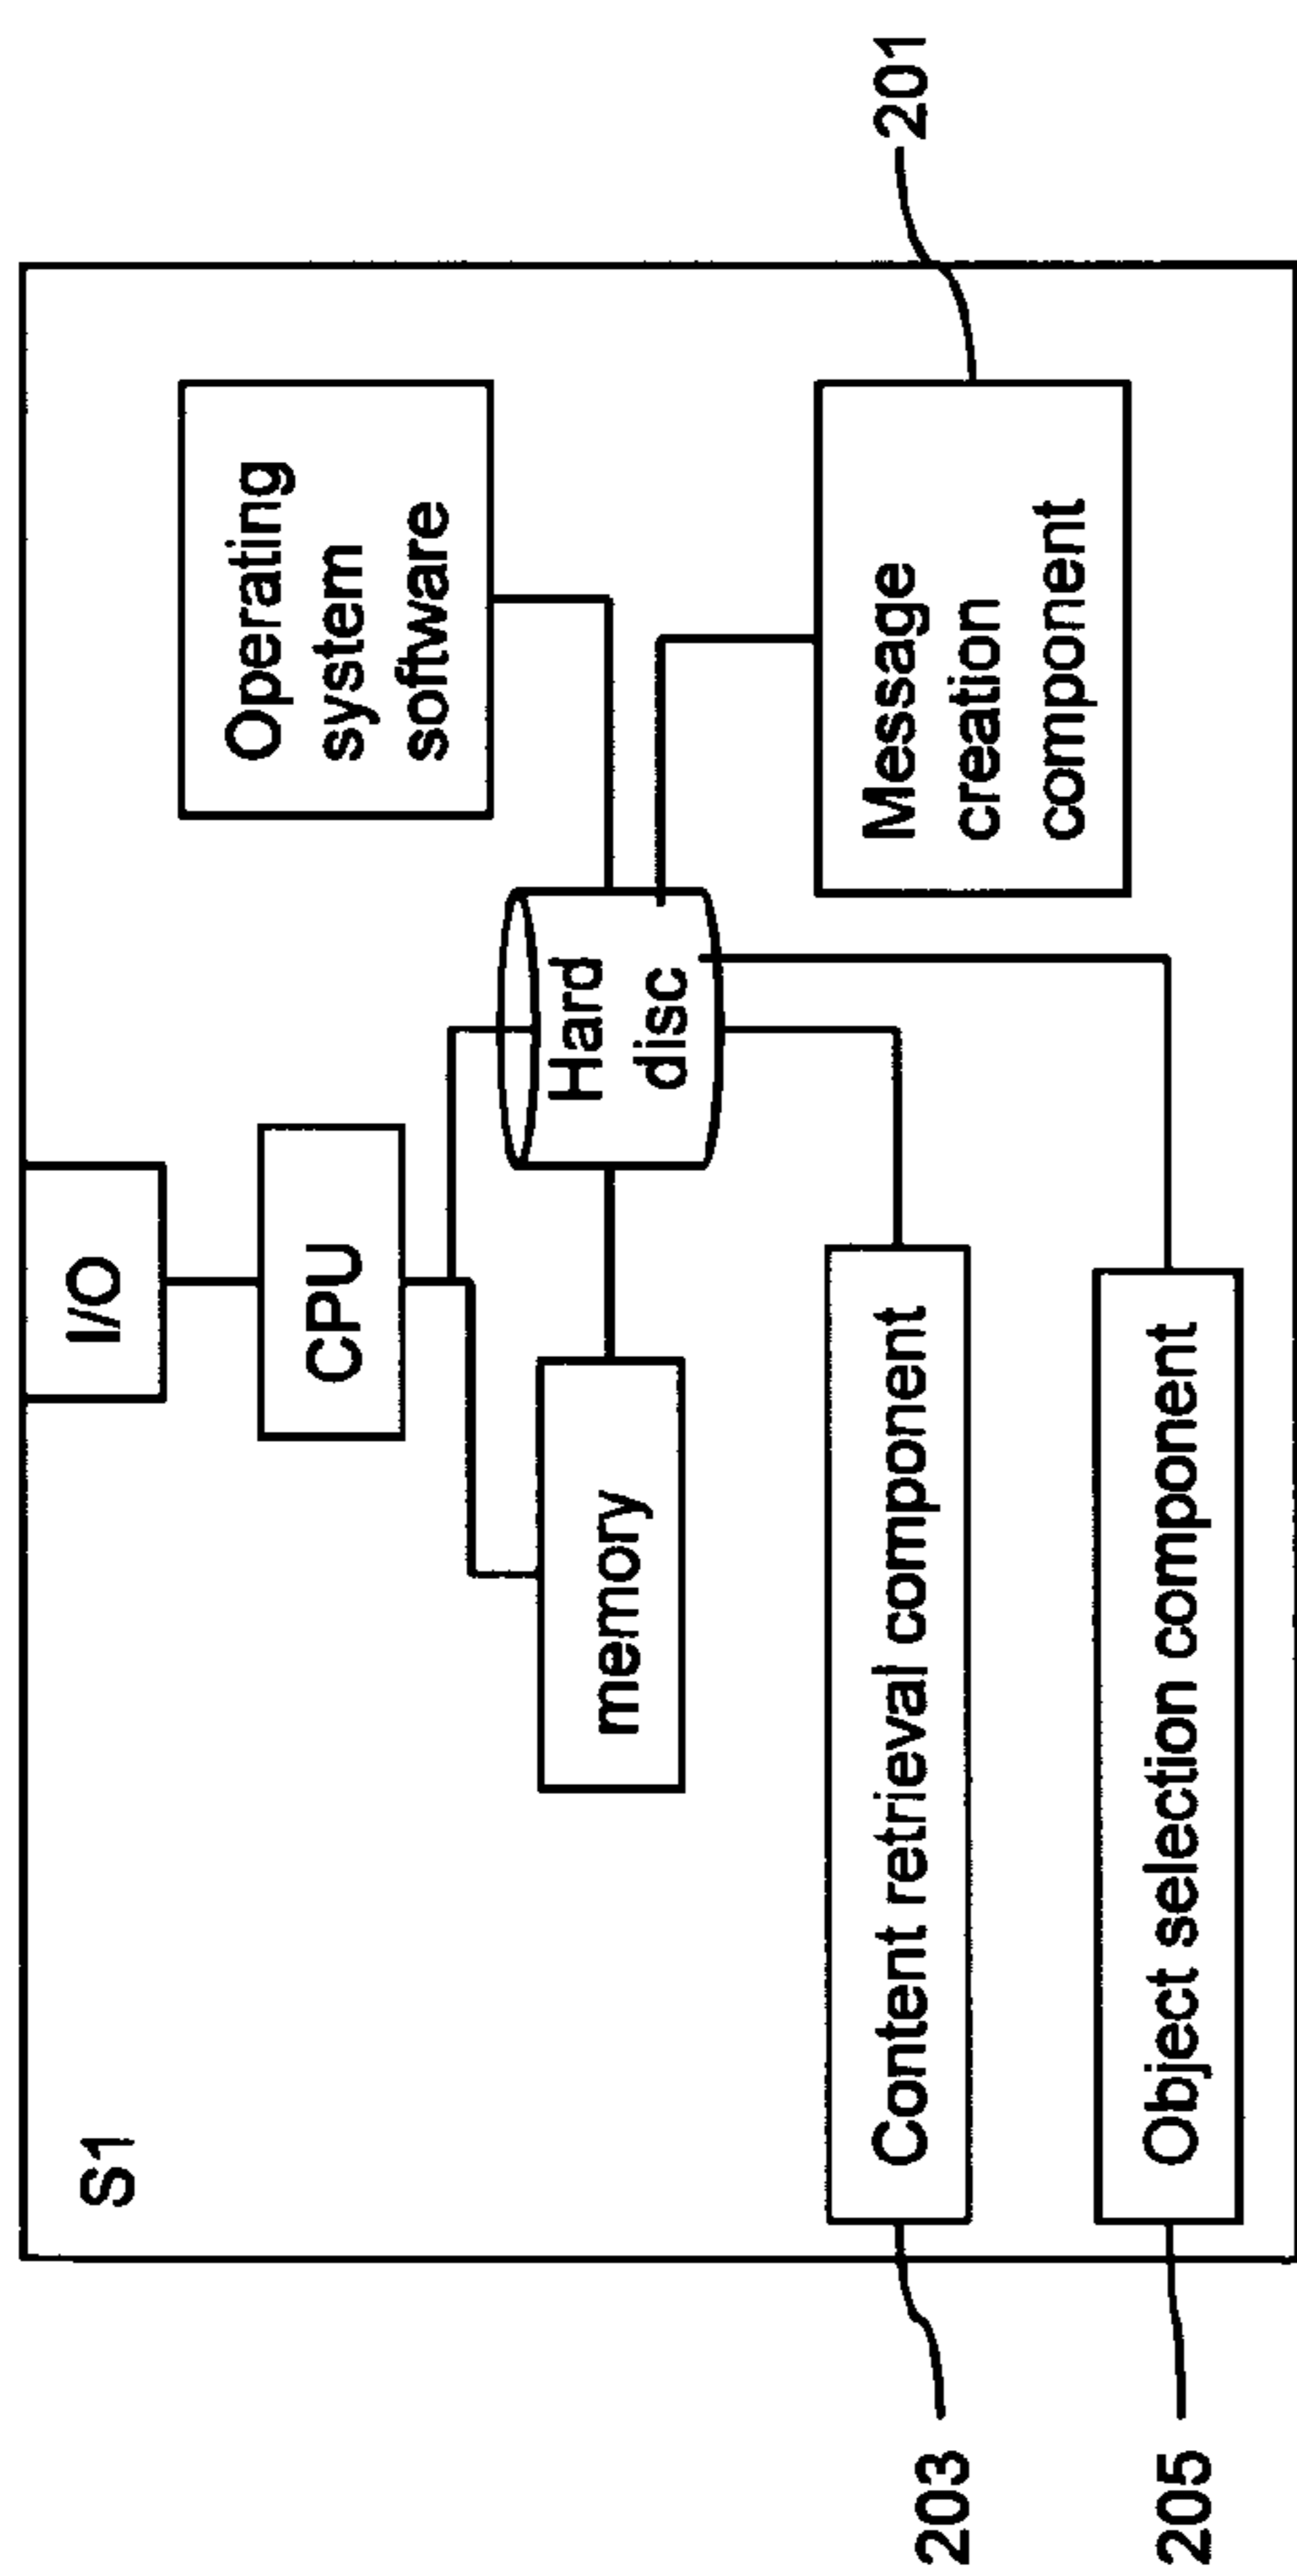 S1
I/O
CPU
Operating
system
software
memory
Hard
disc
Content retrieval component
Message
creation
component
Object selection component
201
203
205